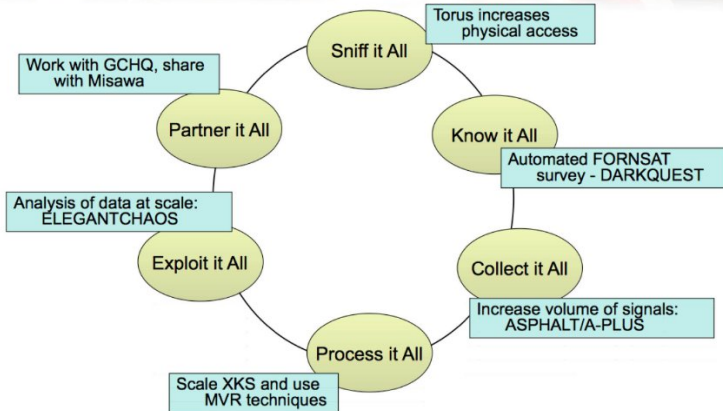 Sniff it All
Torus increases
physical access
Know it All
Automated FORNSAT
survey - DARKQUEST
Collect it All
Increase volume of signals:
ASPHALT/A-PLUS
Process it All
Scale XKS and use
MVR techniques
Exploit it All
Analysis of data at scale:
ELEGANTCHAOS
Partner it All
Work with GCHQ, share
with Misawa